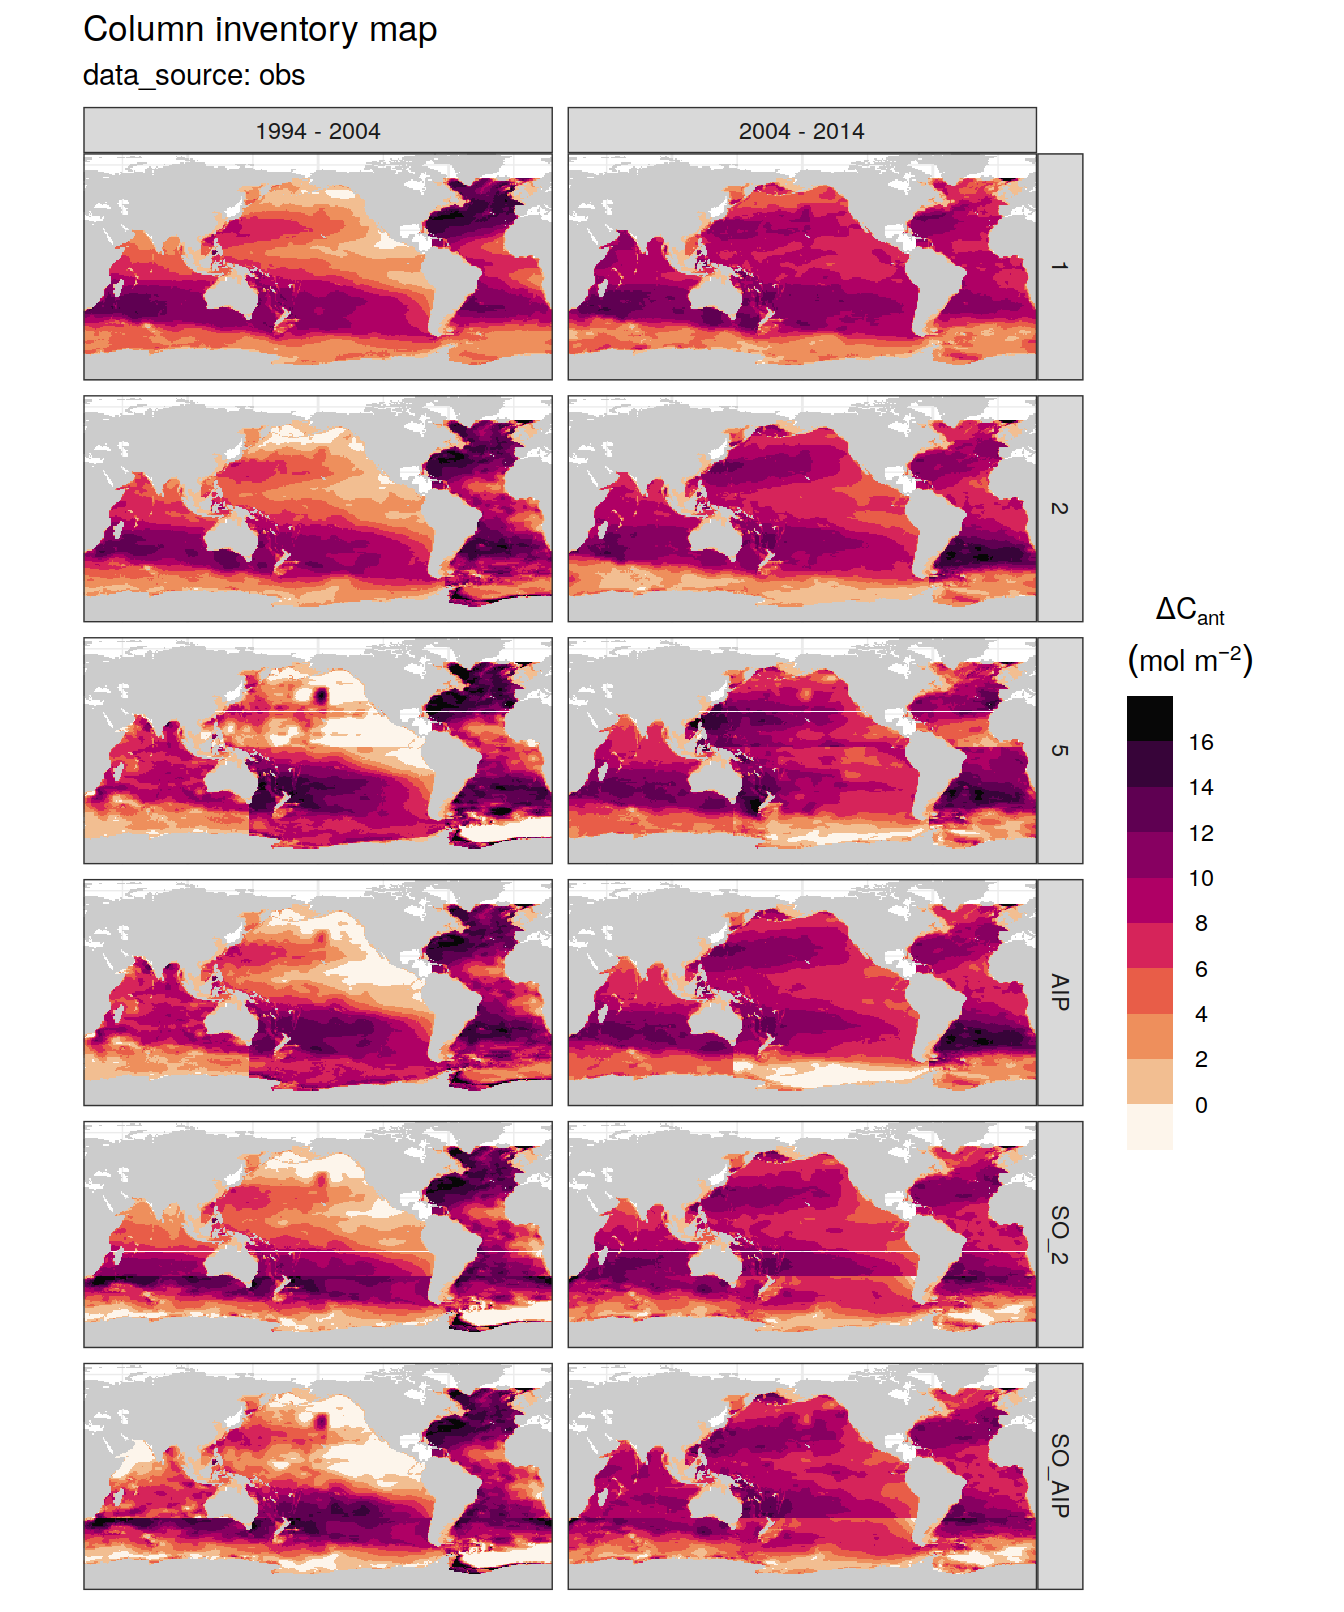 Column inventory map
data_source: obs
1994 - 2004
2004 - 2014
1
2
5
AIP
SO_2
SO_AIP
ΔCant
(mol m−2)
16
14
12
10
8
6
4
2
0